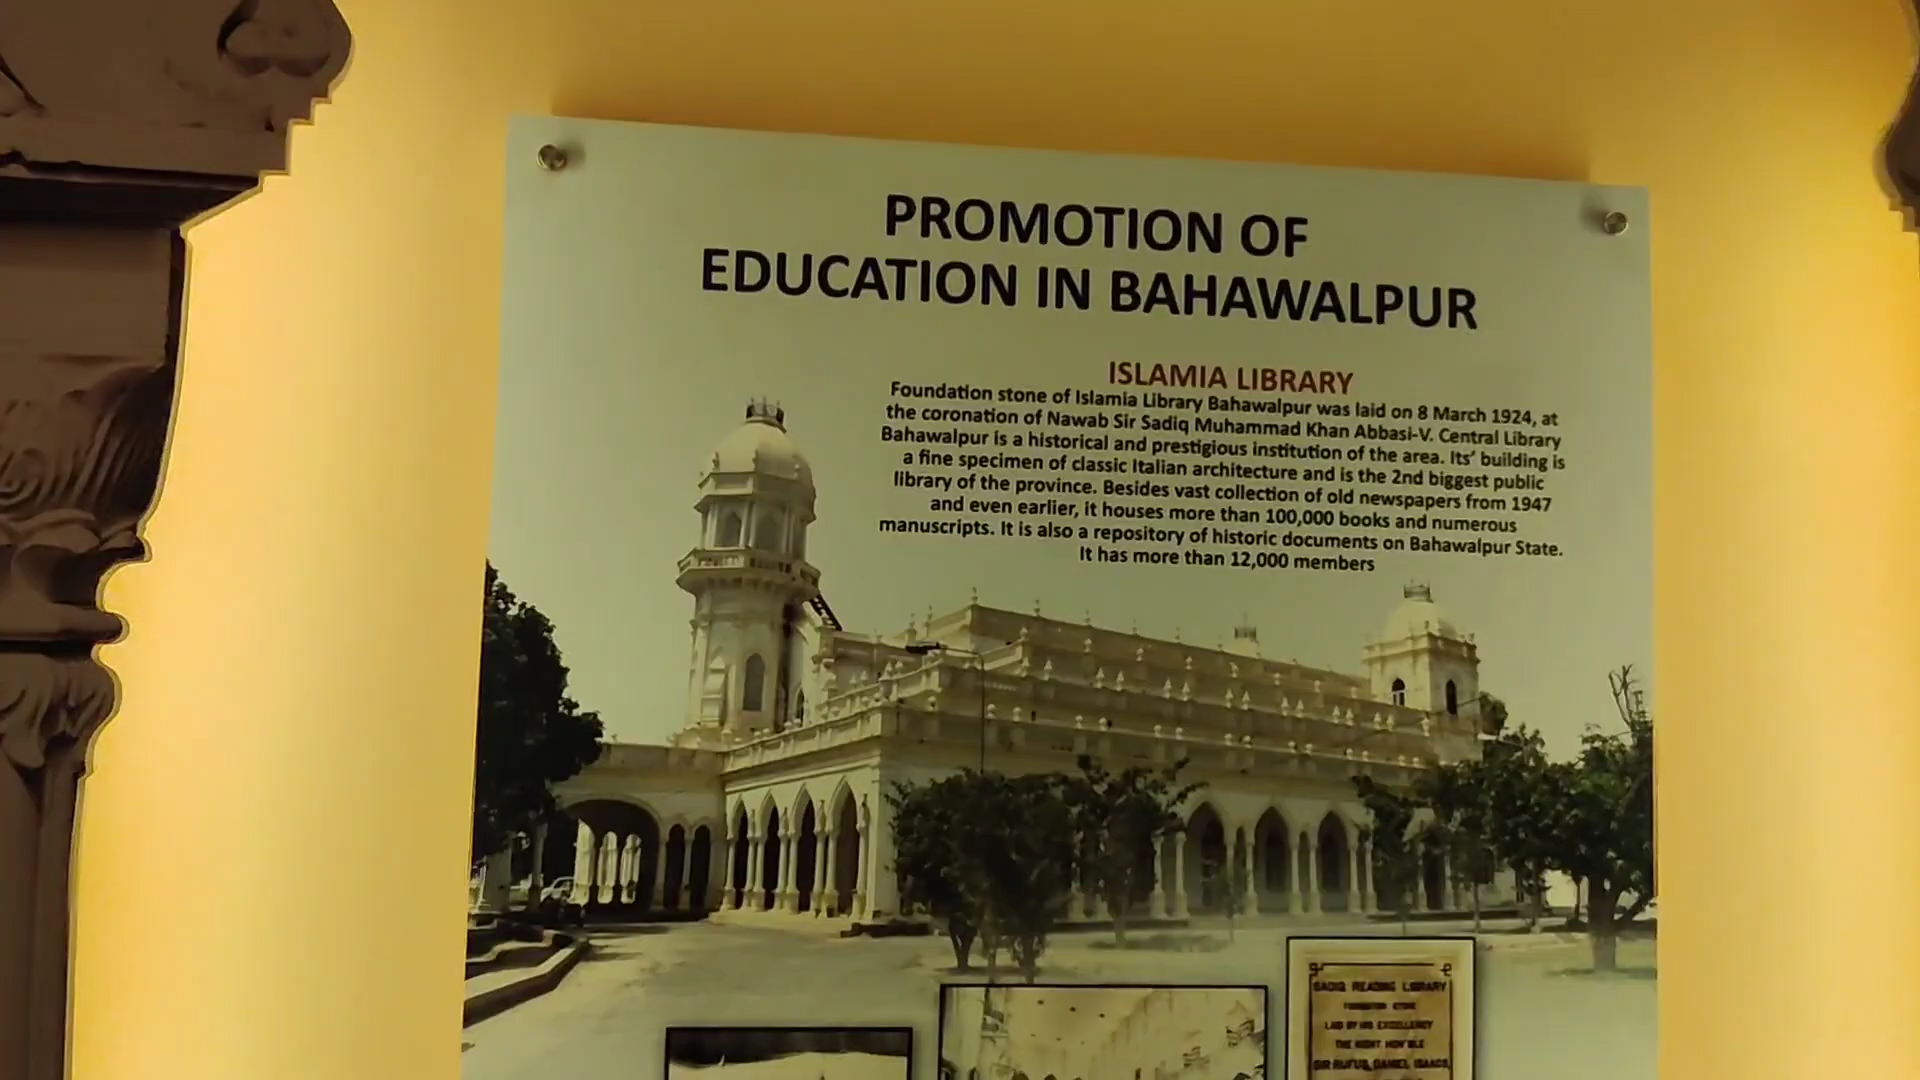 PROMOTION OF
EDUCATION IN BAHAWALPUR
ISLAMIA LIBRARY
Foundation stone of Islamia Library Bahawalpur was laid on 8 March 1924, at
the coronation of Nawab Sir Sadiq Muhammad Khan Abbasi-V. Central Library
Bahawalpur is a historical and prestigious institution of the area. Its' building is
a fine specimen of classic Italian architecture and is the 2nd biggest public
library of the province. Besides vast collection of old newspapers from 1947
and even earlier, it houses more than 100,000 books and numerous
manuscripts. It is also a repository of historic documents on Bahawalpur State.
It has more than 12,000 members
SADIQ READING LIBRARY
FOUNDATION STONE
LAID BY HIS EXCELLENCY
THE RIGHT HON'BLE
SIR RUFUS DANIEL ISAACS